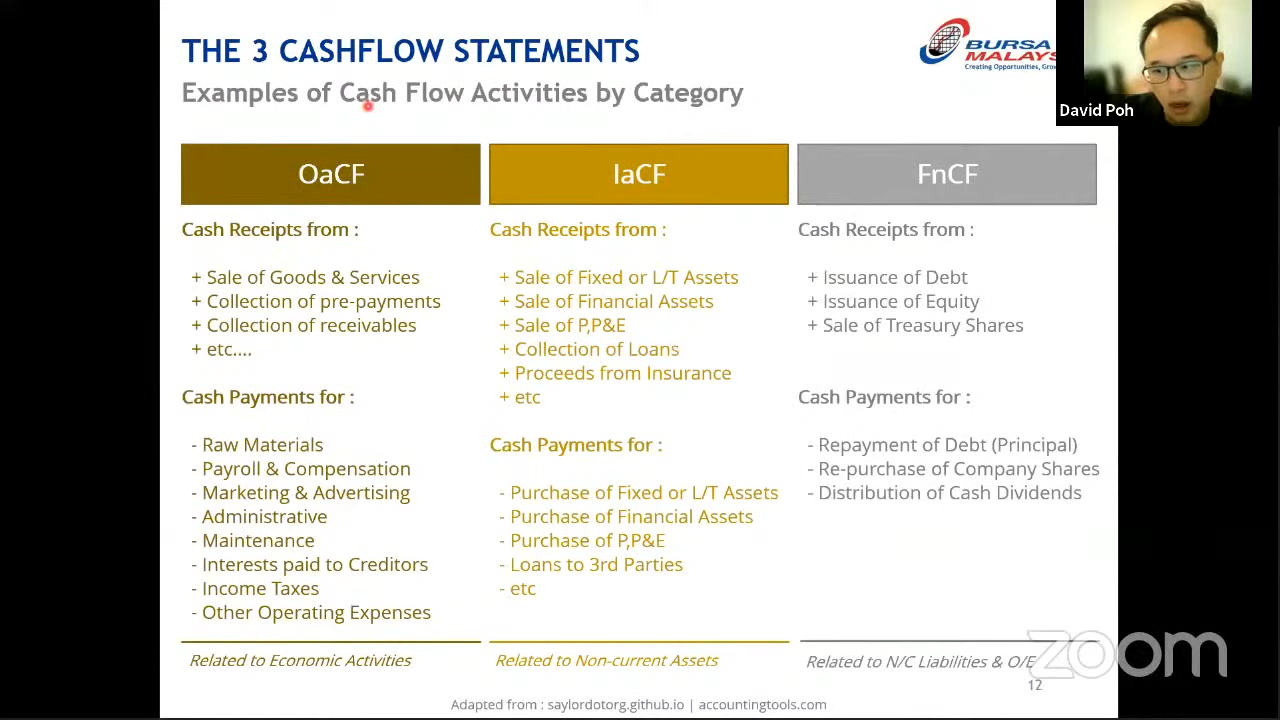 THE 3 CASHFLOW STATEMENTS
Examples of Cash Flow Activities by Category
BURSA
MALAYS
Creating Opportunities, Grow
David Poh
OaCF
Cash Receipts from :
+ Sale of Goods & Services
+ Collection of pre-payments
+ Collection of receivables
+ etc....
Cash Payments for :
- Raw Materials
- Payroll & Compensation
- Marketing & Advertising
- Administrative
- Maintenance
- Interests paid to Creditors
- Income Taxes
- Other Operating Expenses
Related to Economic Activities
IaCF
Cash Receipts from :
+ Sale of Fixed or L/T Assets
+ Sale of Financial Assets
+ Sale of P,P&E
+ Collection of Loans
+ Proceeds from Insurance
+ etc
Cash Payments for :
- Purchase of Fixed or L/T Assets
- Purchase of Financial Assets
- Purchase of P,P&E
- Loans to 3rd Parties
- etc
Related to Non-current Assets
FnCF
Cash Receipts from :
+ Issuance of Debt
+ Issuance of Equity
+ Sale of Treasury Shares
Cash Payments for :
- Repayment of Debt (Principal)
- Re-purchase of Company Shares
- Distribution of Cash Dividends
Related to N/C Liabilities & O/E
zoom
12
Adapted from : saylordotorg.github.io | accountingtools.com